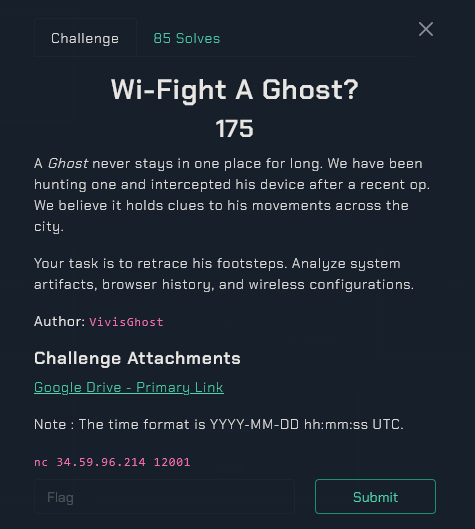 Challenge
85 Solves
Wi-Fight A Ghost?
175
A Ghost never stays in one place for long. We have been
hunting one and intercepted his device after a recent op.
We believe it holds clues to his movements across the
city.
Your task is to retrace his footsteps. Analyze system
artifacts, browser history, and wireless configurations.
Author: VivisGhost
Challenge Attachments
Google Drive - Primary Link
Note : The time format is YYYY-MM-DD hh:mm:ss UTC.
nc 34.59.96.214 12001
Flag
Submit